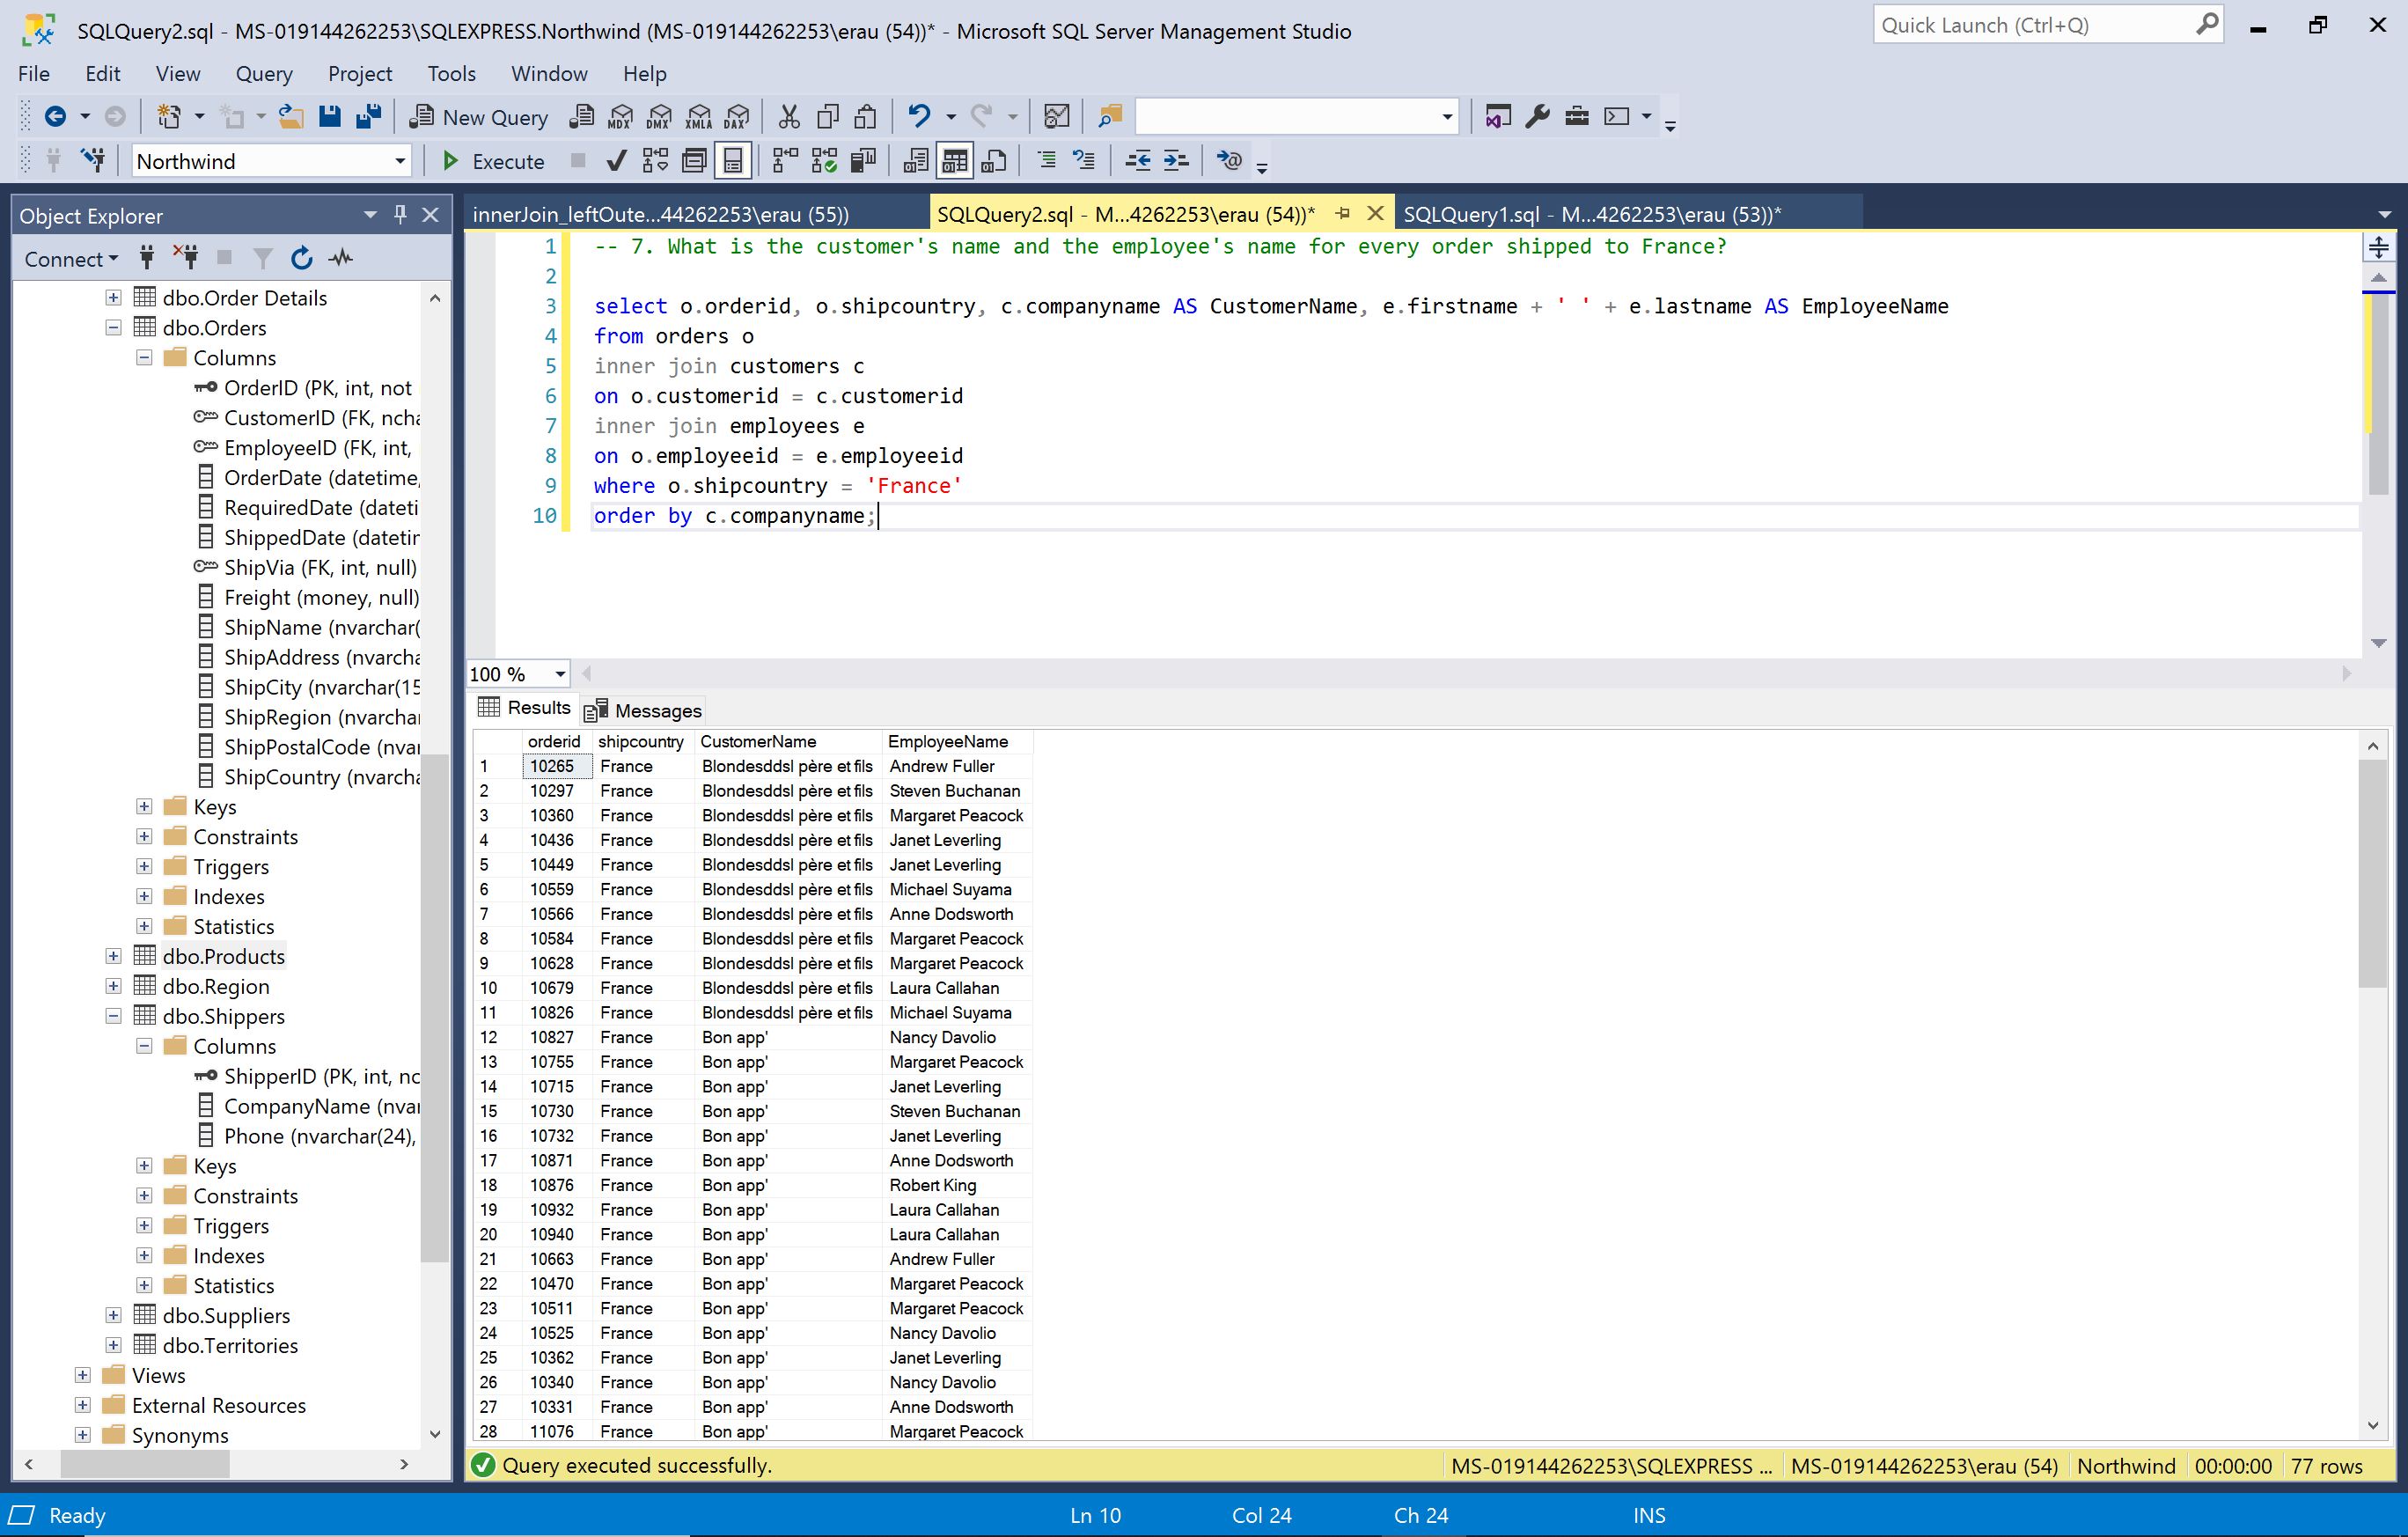 SQLQuery2.sql - MS-019144262253\SQLEXPRESS.Northwind (MS-019144262253\erau (54))* - Microsoft SQL Server Management Studio
Quick Launch (Ctrl+Q)
File Edit View Query Project Tools Window Help
New Query MDX DMX XMLA DAX
Northwind Execute
Object Explorer
Connect
dbo.Order Details
dbo.Orders
Columns
OrderID (PK, int, not
CustomerID (FK, ncha
EmployeeID (FK, int,
OrderDate (datetime,
RequiredDate (dateti
ShippedDate (datetin
ShipVia (FK, int, null)
Freight (money, null)
ShipName (nvarchar(
ShipAddress (nvarcha
ShipCity (nvarchar(15
ShipRegion (nvarchar
ShipPostalCode (nvar
ShipCountry (nvarcha
Keys
Constraints
Triggers
Indexes
Statistics
dbo.Products
dbo.Region
dbo.Shippers
Columns
ShipperID (PK, int, nc
CompanyName (nvar
Phone (nvarchar(24),
Keys
Constraints
Triggers
Indexes
Statistics
dbo.Suppliers
dbo.Territories
Views
External Resources
Synonyms
innerJoin_leftOute...44262253\erau (55)) SQLQuery2.sql - M...4262253\erau (54))* SQLQuery1.sql - M...4262253\erau (53))*
1 -- 7. What is the customer's name and the employee's name for every order shipped to France?
2
3 select o.orderid, o.shipcountry, c.companyname AS CustomerName, e.firstname + ' ' + e.lastname AS EmployeeName
4 from orders o
5 inner join customers c
6 on o.customerid = c.customerid
7 inner join employees e
8 on o.employeeid = e.employeeid
9 where o.shipcountry = 'France'
10 order by c.companyname;
100 %
Results Messages
orderid shipcountry CustomerName EmployeeName
1 10265 France Blondesddsl père et fils Andrew Fuller
2 10297 France Blondesddsl père et fils Steven Buchanan
3 10360 France Blondesddsl père et fils Margaret Peacock
4 10436 France Blondesddsl père et fils Janet Leverling
5 10449 France Blondesddsl père et fils Janet Leverling
6 10559 France Blondesddsl père et fils Michael Suyama
7 10566 France Blondesddsl père et fils Anne Dodsworth
8 10584 France Blondesddsl père et fils Margaret Peacock
9 10628 France Blondesddsl père et fils Margaret Peacock
10 10679 France Blondesddsl père et fils Laura Callahan
11 10826 France Blondesddsl père et fils Michael Suyama
12 10827 France Bon app' Nancy Davolio
13 10755 France Bon app' Margaret Peacock
14 10715 France Bon app' Janet Leverling
15 10730 France Bon app' Steven Buchanan
16 10732 France Bon app' Janet Leverling
17 10871 France Bon app' Anne Dodsworth
18 10876 France Bon app' Robert King
19 10932 France Bon app' Laura Callahan
20 10940 France Bon app' Laura Callahan
21 10663 France Bon app' Andrew Fuller
22 10470 France Bon app' Margaret Peacock
23 10511 France Bon app' Margaret Peacock
24 10525 France Bon app' Nancy Davolio
25 10362 France Bon app' Janet Leverling
26 10340 France Bon app' Nancy Davolio
27 10331 France Bon app' Anne Dodsworth
28 11076 France Bon app' Margaret Peacock
Query executed successfully. MS-019144262253\SQLEXPRESS ... MS-019144262253\erau (54) Northwind 00:00:00 77 rows
Ready Ln 10 Col 24 Ch 24 INS